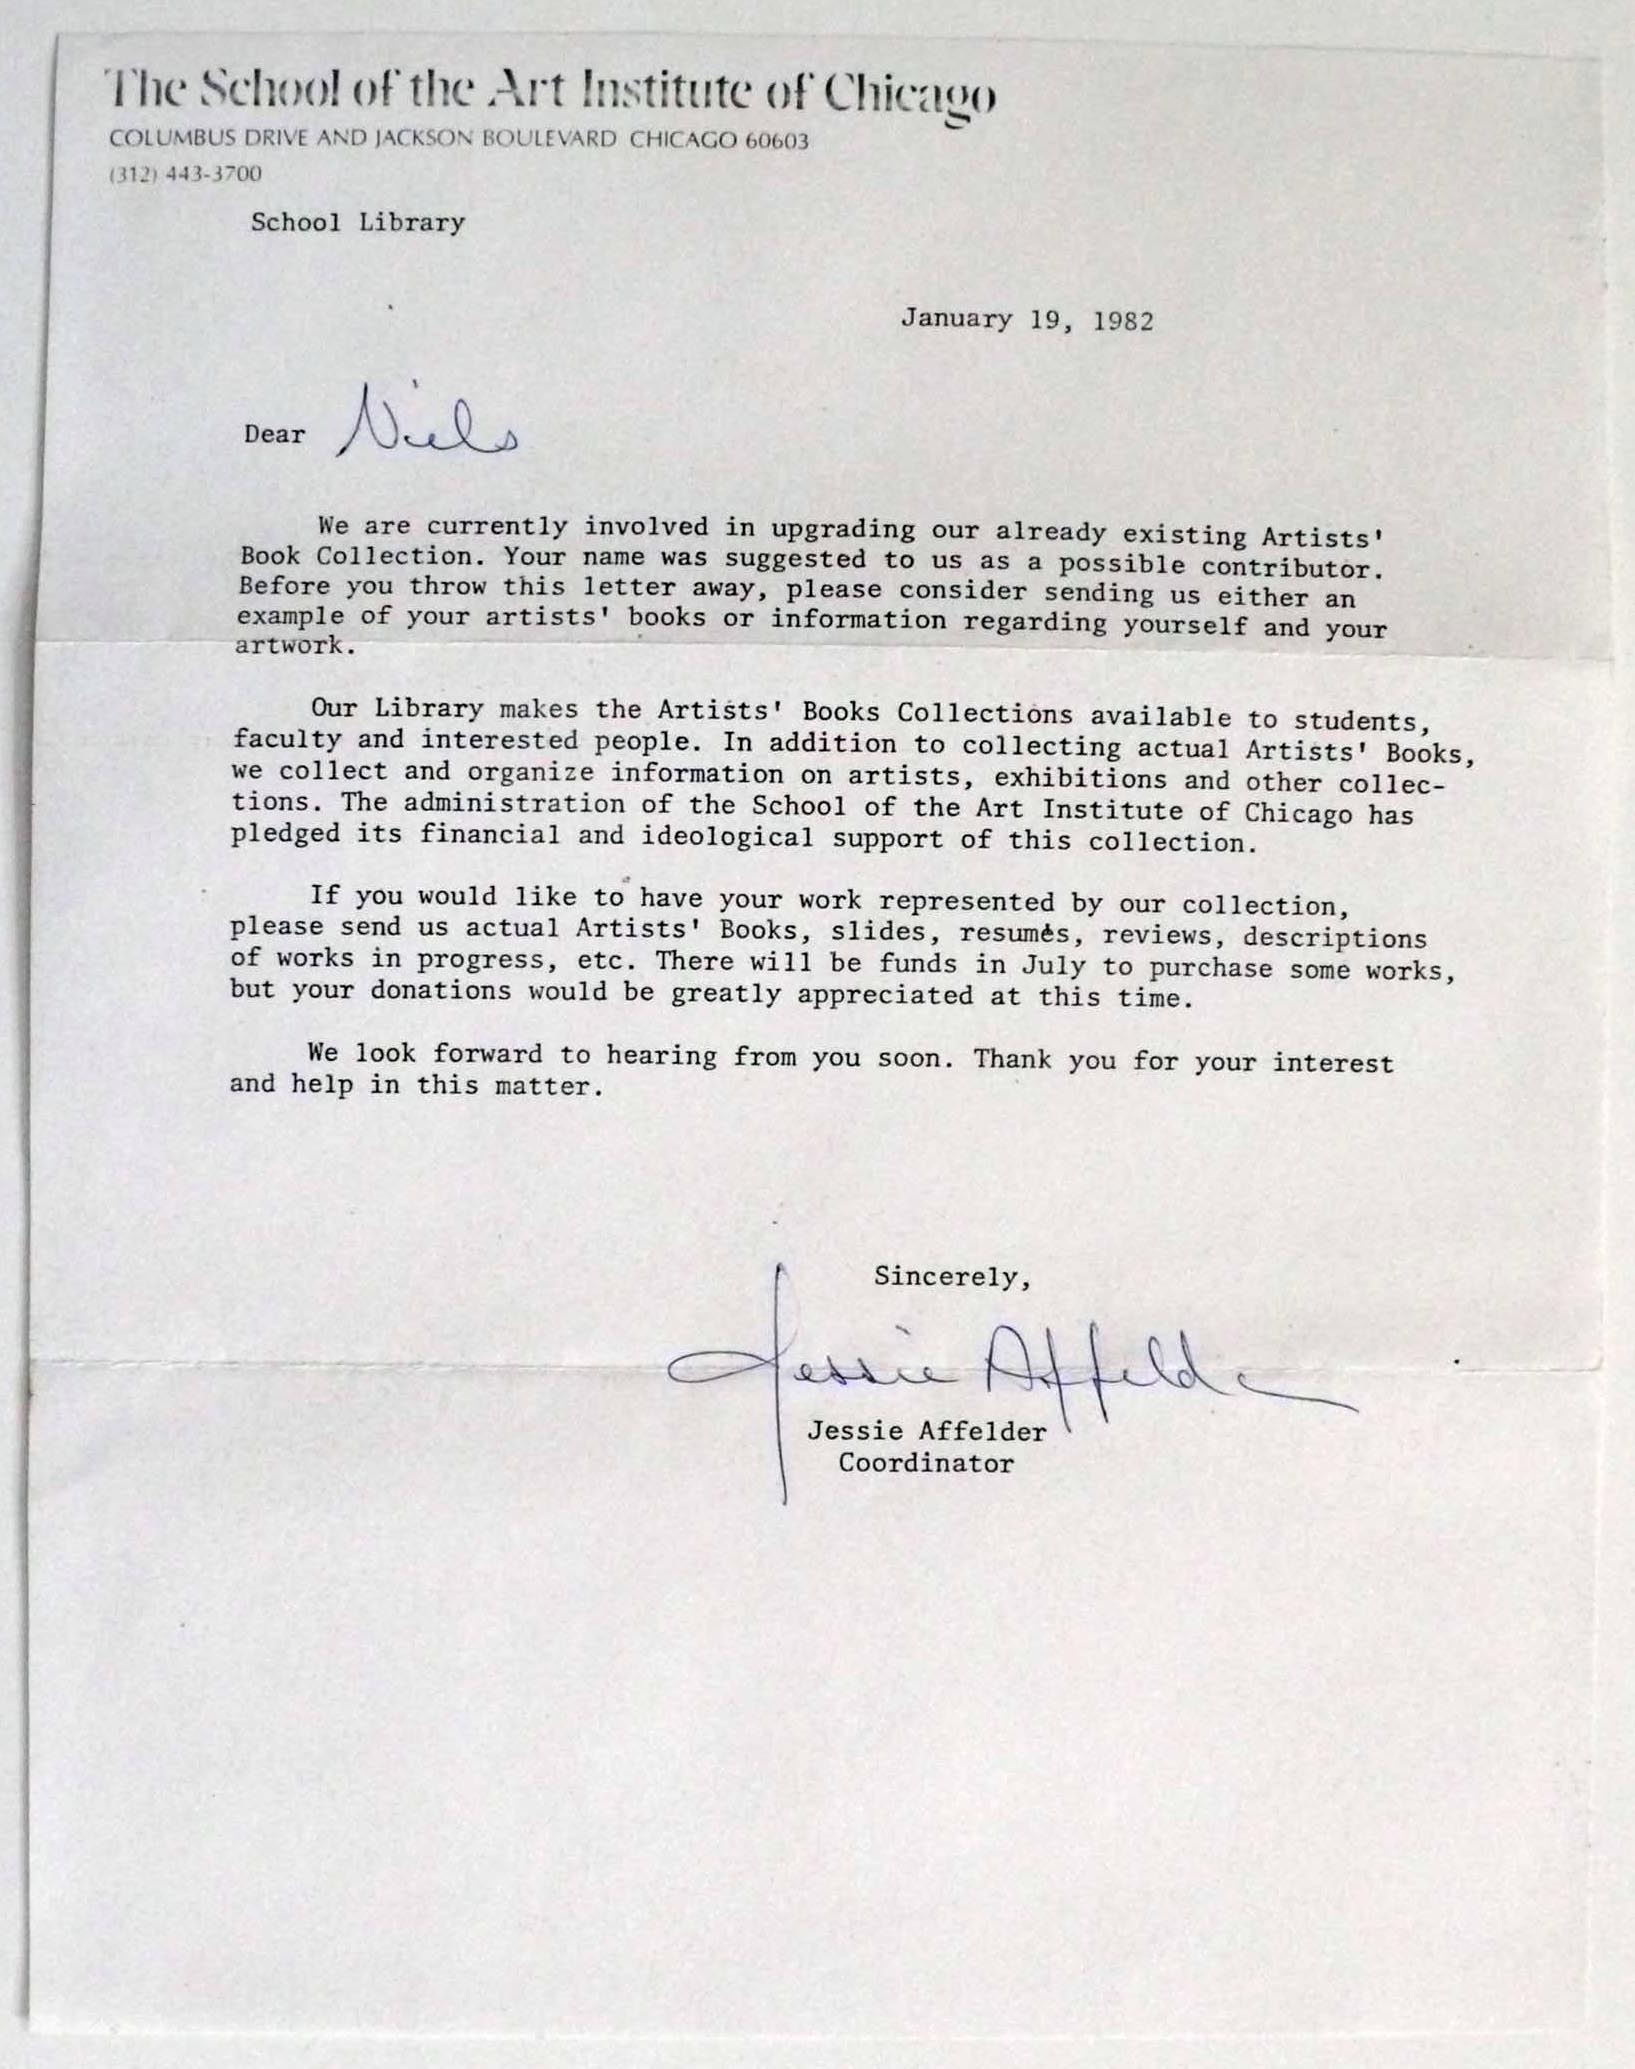 The School of the Art Institute of Chicago
COLUMBUS DRIVE AND JACKSON BOULEVARD CHICAGO 60603
(312) 443-3700
School Library
January 19, 1982
Dear Niels
We are currently involved in upgrading our already existing Artists'
Book Collection. Your name was suggested to us as a possible contributor.
Before you throw this letter away, please consider sending us either an
example of your artists' books or information regarding yourself and your
artwork.
Our Library makes the Artists' Books Collections available to students,
faculty and interested people. In addition to collecting actual Artists' Books,
we collect and organize information on artists, exhibitions and other collec-
tions. The administration of the School of the Art Institute of Chicago has
pledged its financial and ideological support of this collection.
If you would like to have your work represented by our collection,
please send us actual Artists' Books, slides, resumés, reviews, descriptions
of works in progress, etc. There will be funds in July to purchase some works,
but your donations would be greatly appreciated at this time.
We look forward to hearing from you soon. Thank you for your interest
and help in this matter.
Sincerely,
Jessie Affelder
Jessie Affelder
Coordinator